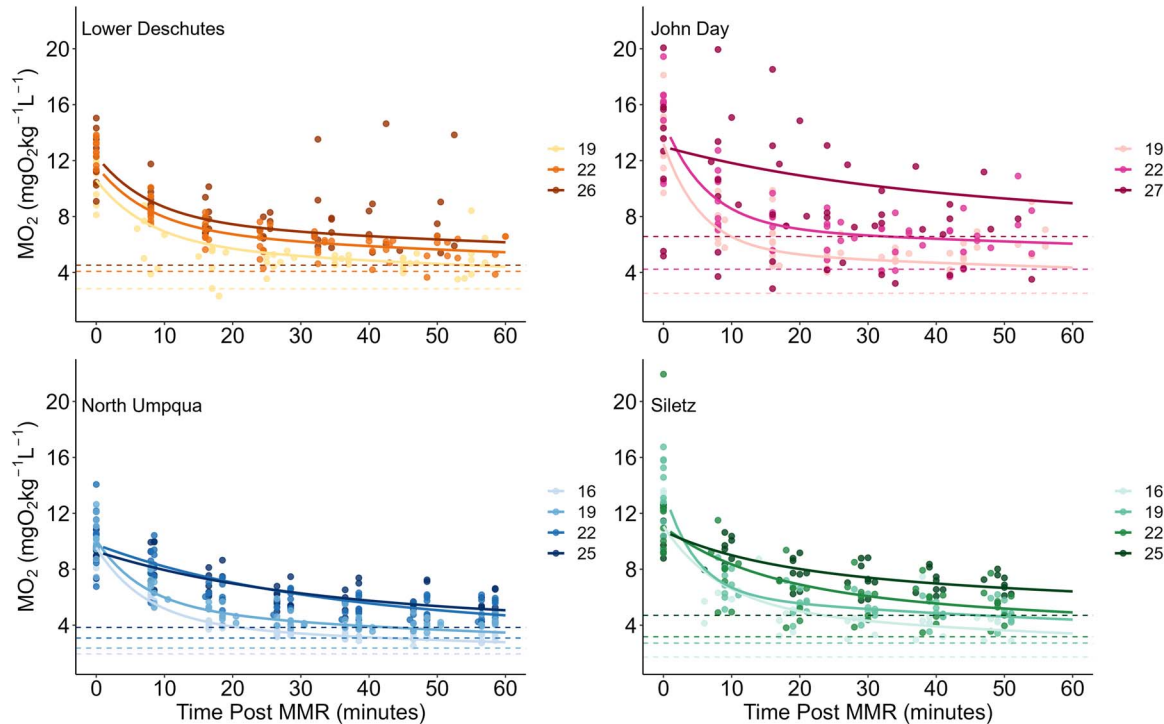 Lower Deschutes
MO₂ (mgO₂kg⁻¹L⁻¹)
20
16
12
8
4
0 10 20 30 40 50 60
19
22
26
John Day
20
16
12
8
4
0 10 20 30 40 50 60
19
22
27
North Umpqua
MO₂ (mgO₂kg⁻¹L⁻¹)
20
16
12
8
4
0 10 20 30 40 50 60
Time Post MMR (minutes)
16
19
22
25
Siletz
20
16
12
8
4
0 10 20 30 40 50 60
Time Post MMR (minutes)
16
19
22
25